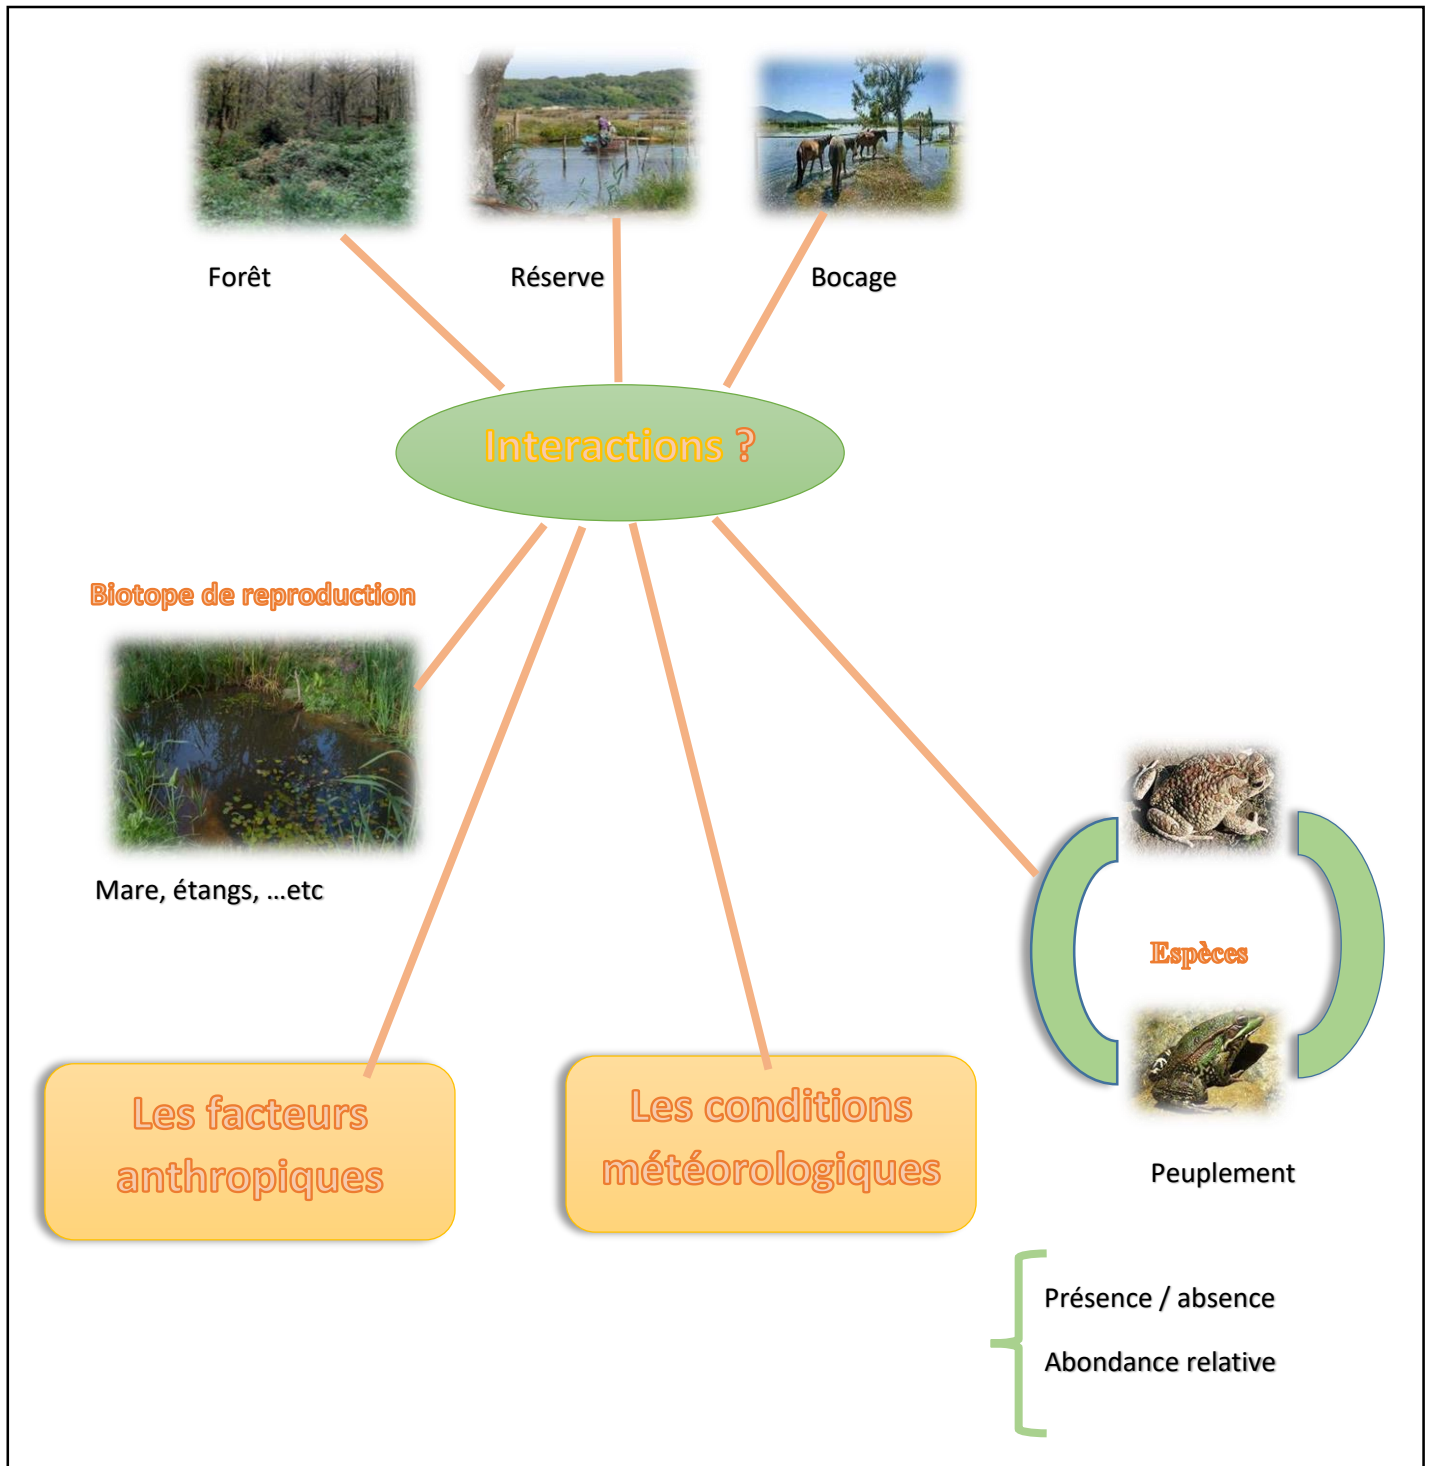 Forêt
Réserve
Bocage
Interactions ?
Biotope de reproduction
Mare, étangs, ...etc
Espèces
Les facteurs
anthropiques
Les conditions
météorologiques
Peuplement
Présence / absence
Abondance relative